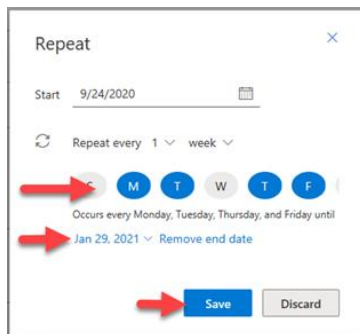 Repeat
Start 9/24/2020
Repeat every 1 week
M T W T F
Occurs every Monday, Tuesday, Thursday, and Friday until
Jan 29, 2021 Remove end date
Save Discard